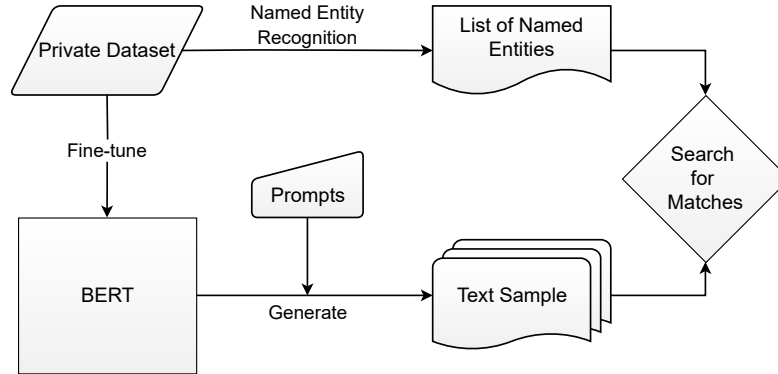 Private Dataset
Named Entity
Recognition
List of Named
Entities
Fine-tune
Search
for
Matches
Prompts
BERT
Generate
Text Sample